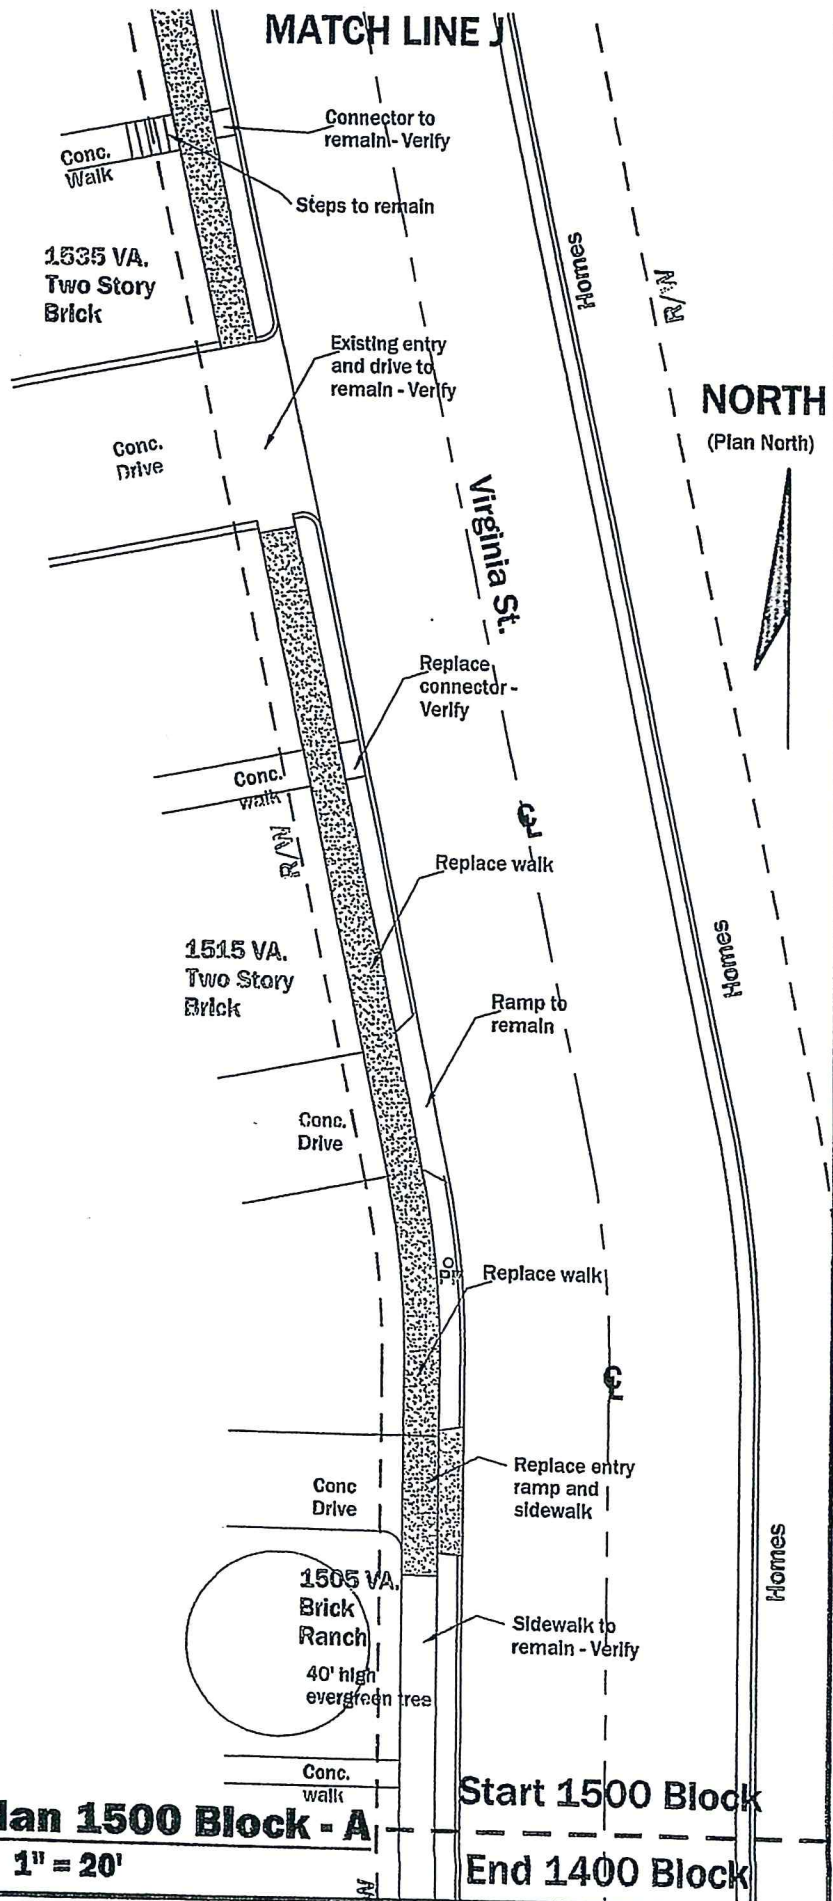 MATCH LINE J
Connector to
remain - Verify
Conc.
Walk
Steps to remain
1535 VA.
Two Story
Brick
Homes
R/W
Existing entry
and drive to
remain - Verify
NORTH
(Plan North)
Conc.
Drive
Virginia St.
Replace
connector -
Verify
Conc.
walk
CL
R/W
Replace walk
1515 VA.
Two Story
Brick
Homes
Ramp to
remain
Conc.
Drive
PP
Replace walk
CL
Replace entry
ramp and
sidewalk
Conc
Drive
Homes
1505 VA.
Brick
Ranch
40' high
evergreen tree
Sidewalk to
remain - Verify
Conc.
walk
Start 1500 Block
lan 1500 Block - A
1" = 20'
End 1400 Block